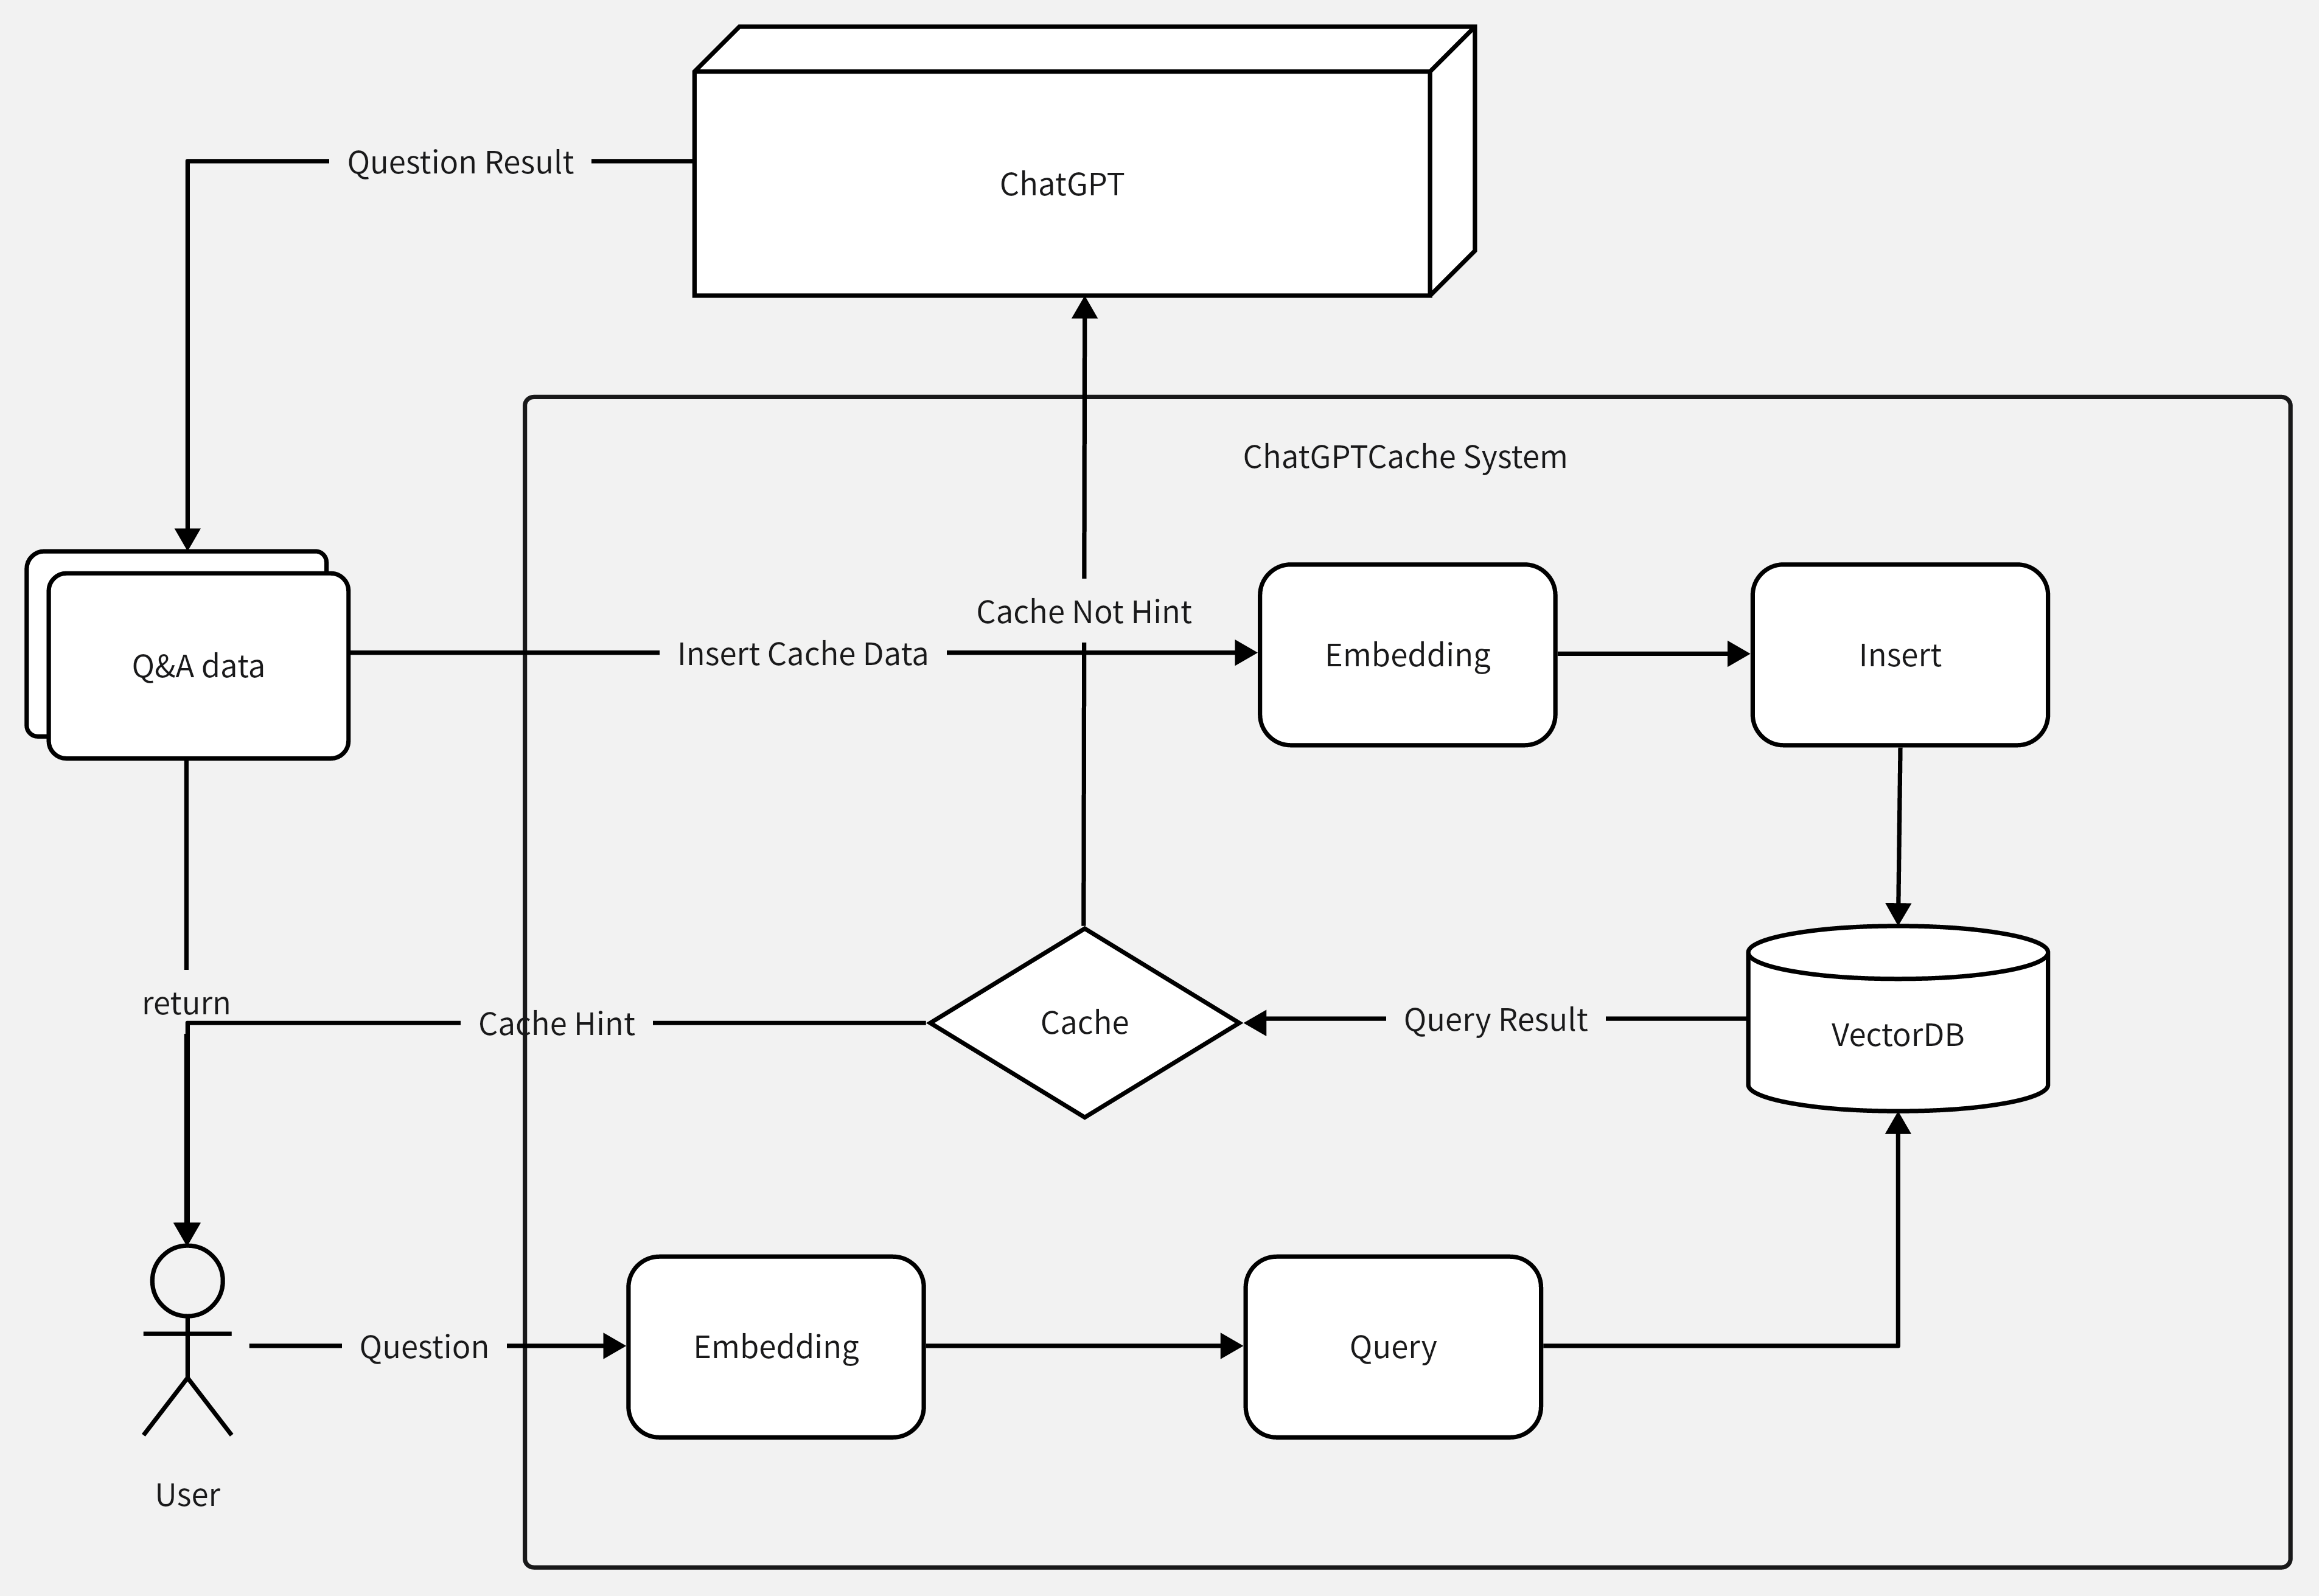 ChatGPT
Question Result
ChatGPTCache System
Cache Not Hint
Q&A data
Insert Cache Data
Embedding
Insert
return
Cache Hint
Cache
Query Result
VectorDB
Question
Embedding
Query
User